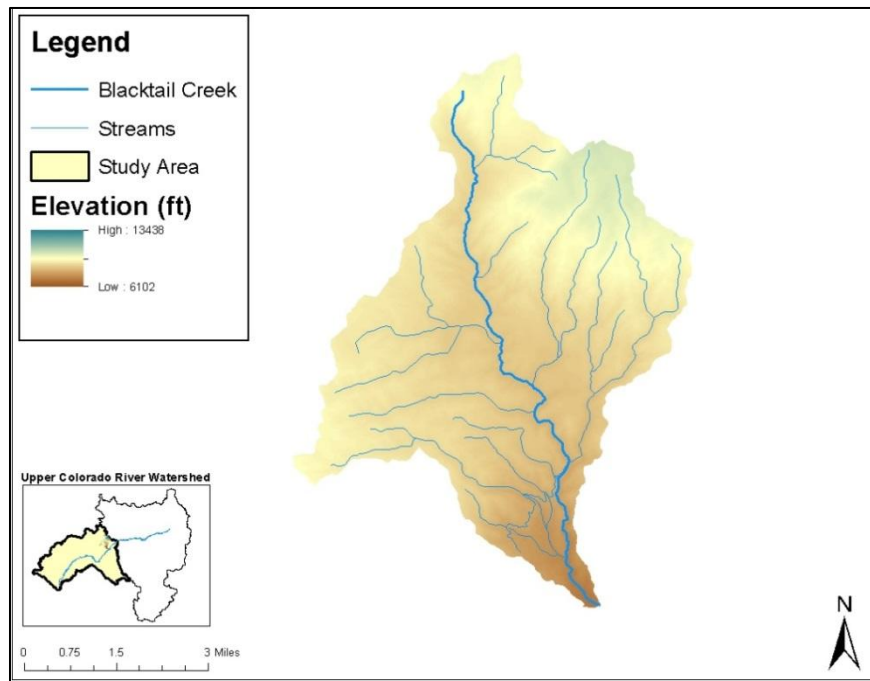 Legend
Blacktail Creek
Streams
Study Area
Elevation (ft)
High : 13438
Low : 6102
Upper Colorado River Watershed
0 0.75 1.5 3 Miles
N